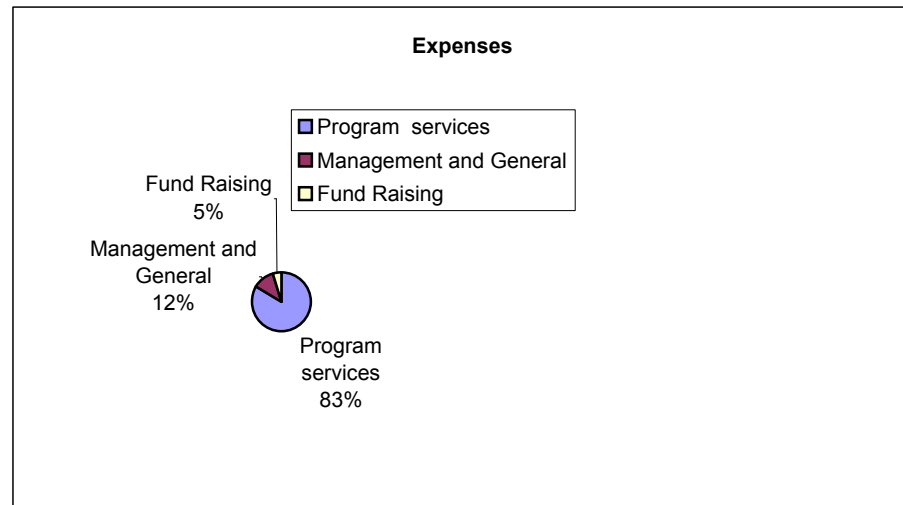 Expenses
Program services
Management and General
Fund Raising
Fund Raising
5%
Management and
General
12%
Program
services
83%